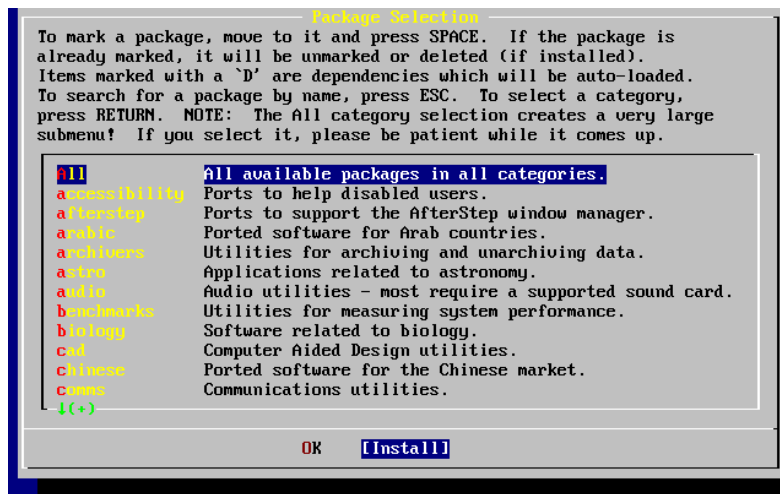 Package Selection
To mark a package, move to it and press SPACE.  If the package is
already marked, it will be unmarked or deleted (if installed).
Items marked with a `D' are dependencies which will be auto-loaded.
To search for a package by name, press ESC.  To select a category,
press RETURN.  NOTE:  The All category selection creates a very large
submenu!  If you select it, please be patient while it comes up.
All All available packages in all categories.
accessibility Ports to help disabled users.
afterstep Ports to support the AfterStep window manager.
arabic Ported software for Arab countries.
archivers Utilities for archiving and unarchiving data.
astro Applications related to astronomy.
audio Audio utilities - most require a supported sound card.
benchmarks Utilities for measuring system performance.
biology Software related to biology.
cad Computer Aided Design utilities.
chinese Ported software for the Chinese market.
comms Communications utilities.
↓(+)
OK [Install]